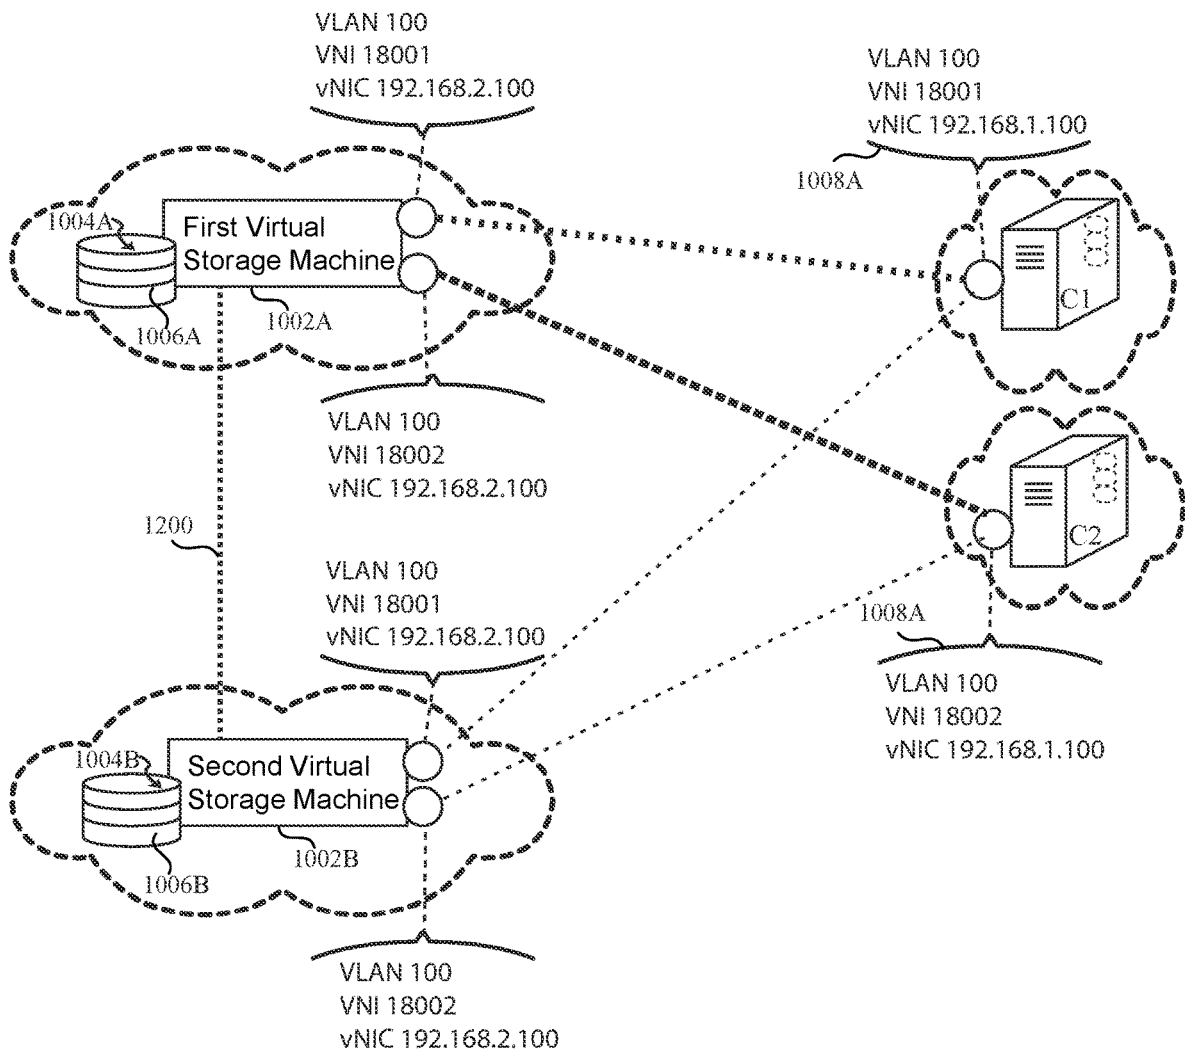 VLAN 100
VNI 18001
vNIC 192.168.2.100
VLAN 100
VNI 18001
vNIC 192.168.1.100
1008A
1004A
First Virtual
Storage Machine
1006A
1002A
C1
VLAN 100
VNI 18002
vNIC 192.168.2.100
C2
1200
VLAN 100
VNI 18001
vNIC 192.168.2.100
1008A
VLAN 100
VNI 18002
vNIC 192.168.1.100
1004B
Second Virtual
Storage Machine
1002B
1006B
VLAN 100
VNI 18002
vNIC 192.168.2.100